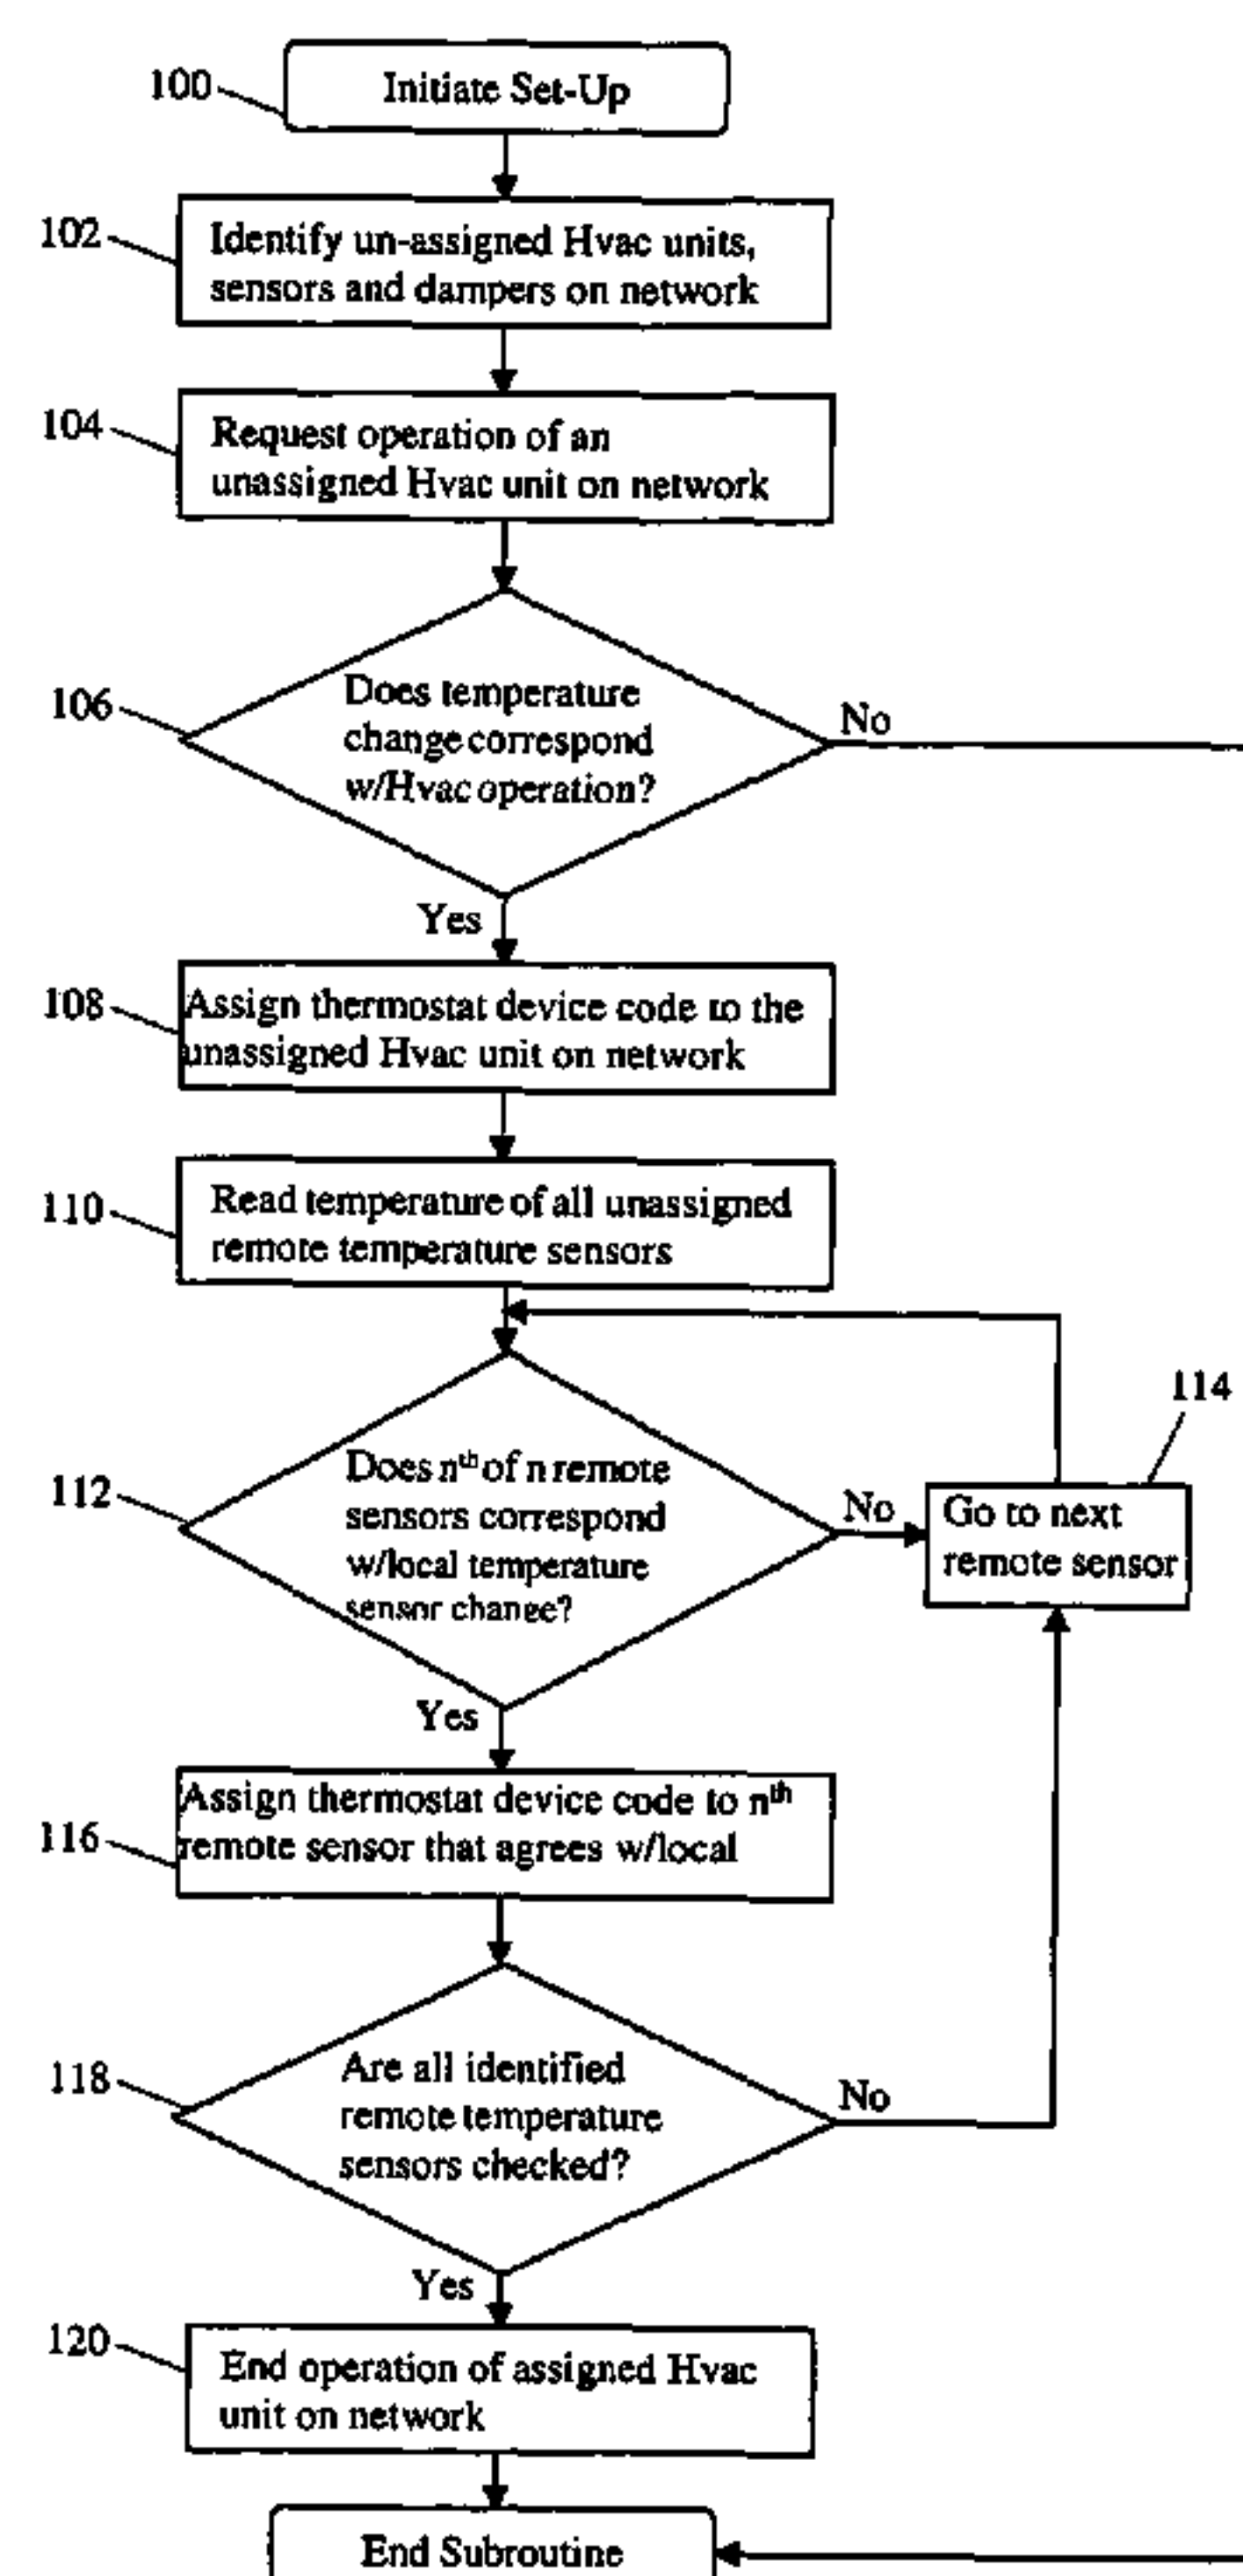 100
Initiate Set-Up
102
Identify un-assigned Hvac units,
sensors and dampers on network
104
Request operation of an
unassigned Hvac unit on network
106
Does temperature
change correspond
w/Hvac operation?
No
Yes
108
Assign thermostat device code to the
unassigned Hvac unit on network
110
Read temperature of all unassigned
remote temperature sensors
112
Does nth of n remote
sensors correspond
w/local temperature
sensor change?
No
114
Go to next
remote sensor
Yes
116
Assign thermostat device code to nth
remote sensor that agrees w/local
118
Are all identified
remote temperature
sensors checked?
No
Yes
120
End operation of assigned Hvac
unit on network
End Subroutine